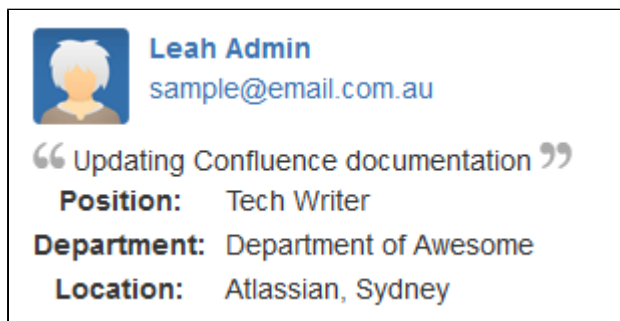 Leah Admin
sample@email.com.au
“ Updating Confluence documentation ”
Position: Tech Writer
Department: Department of Awesome
Location: Atlassian, Sydney